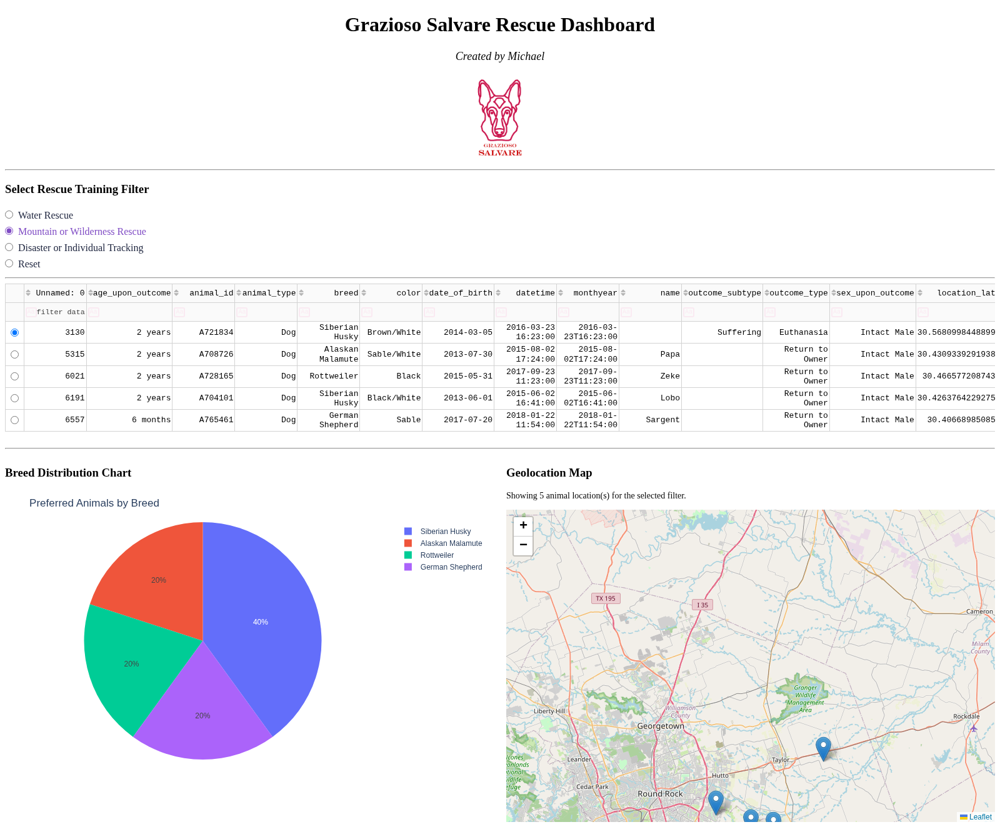 Grazioso Salvare Rescue Dashboard
Created by Michael
GRAZIOSO
SALVARE
Select Rescue Training Filter
Water Rescue
Mountain or Wilderness Rescue
Disaster or Individual Tracking
Reset
Unnamed: 0 age_upon_outcome animal_id animal_type breed color date_of_birth datetime monthyear name outcome_subtype outcome_type sex_upon_outcome location_lat
filter data
3130 2 years A721834 Dog Siberian Husky Brown/White 2014-03-05 2016-03-23 16:23:00 2016-03-23T16:23:00 Suffering Euthanasia Intact Male 30.5680998448899
5315 2 years A708726 Dog Alaskan Malamute Sable/White 2013-07-30 2015-08-02 17:24:00 2015-08-02T17:24:00 Papa Return to Owner Intact Male 30.4309339291938
6021 2 years A728165 Dog Rottweiler Black 2015-05-31 2017-09-23 11:23:00 2017-09-23T11:23:00 Zeke Return to Owner Intact Male 30.466577208743
6191 2 years A704101 Dog Siberian Husky Black/White 2013-06-01 2015-06-02 16:41:00 2015-06-02T16:41:00 Lobo Return to Owner Intact Male 30.4263764229275
6557 6 months A765461 Dog German Shepherd Sable 2017-07-20 2018-01-22 11:54:00 2018-01-22T11:54:00 Sargent Return to Owner Intact Male 30.40668985085
Breed Distribution Chart
Preferred Animals by Breed
Siberian Husky
Alaskan Malamute
Rottweiler
German Shepherd
20%
40%
20%
20%
Geolocation Map
Showing 5 animal location(s) for the selected filter.
+
−
TX 195
I 35
Cameron
Milam
County
Granger
Wildlife
Management
Area
Liberty Hill
Williamson
County
Georgetown
Rockdale
Leander
Taylor
Hutto
lcones
onlands
tional
ildlife
efuge
Cedar Park
Round Rock
Leaflet